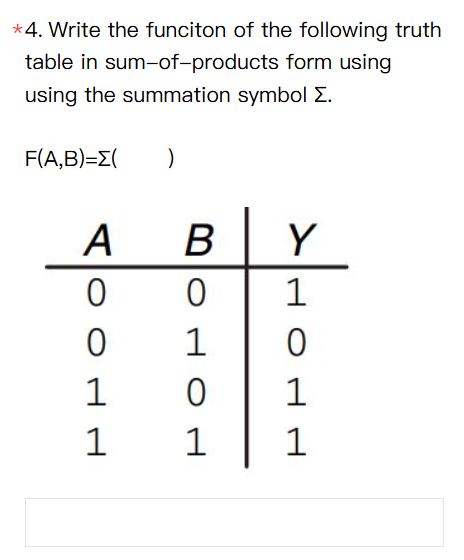 *4. Write the funciton of the following truth
table in sum-of-products form using
using the summation symbol Σ.
F(A,B)=Σ( )
A B Y
0 0 1
0 1 0
1 0 1
1 1 1